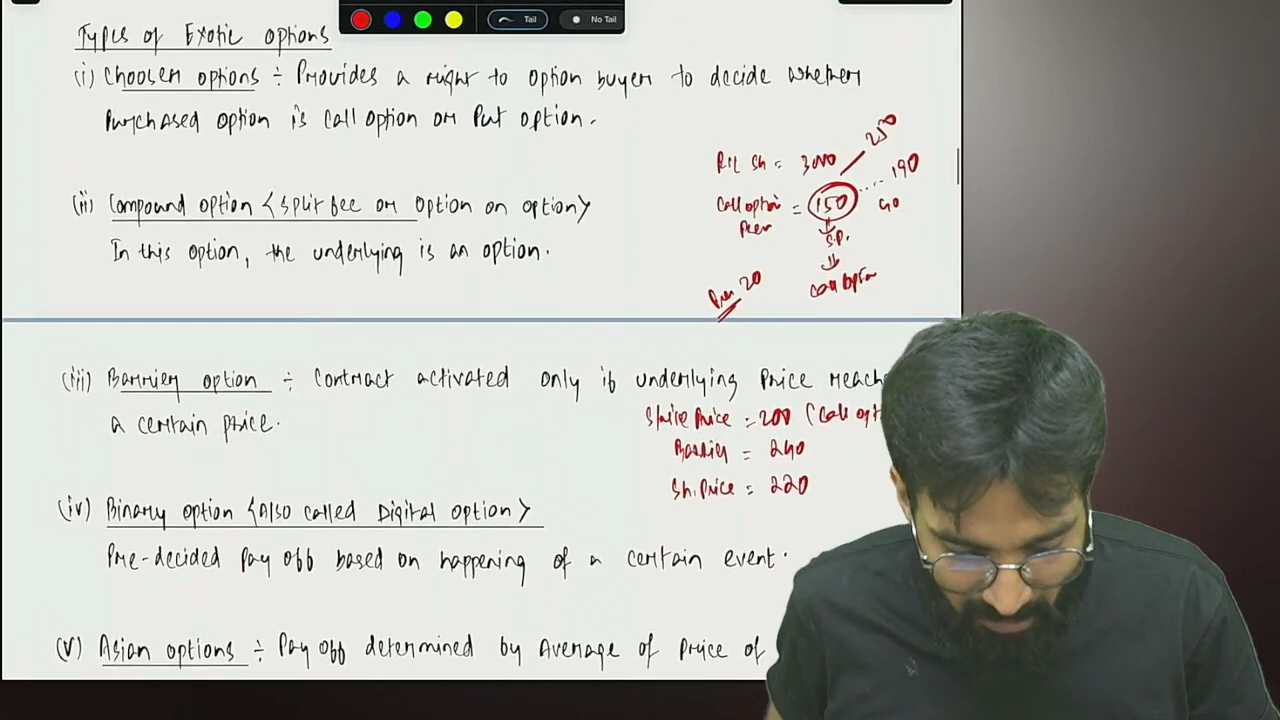 Tail
No Tail
Types of Exotic Options
(i) Chooser options ÷ Provides a right to option buyer to decide whether
purchased option is call option or Put option.
(ii) Compound option {Split fee or option on option}
In this option, the underlying is an option.
RIL Sh = 3000
250
190
Call option = 150
90
S.P.
Call Option
Prem 20
(iii) Barrier option ÷ Contract activated only if underlying Price reach
a certain price.
Strike Price = 200 (Call opt
Barrier = 240
Sh. Price = 220
(iv) Binary option {Also called Digital option}
Pre-decided Pay off based on happening of a certain event.
(v) Asian options ÷ Pay off determined by Average of Price of